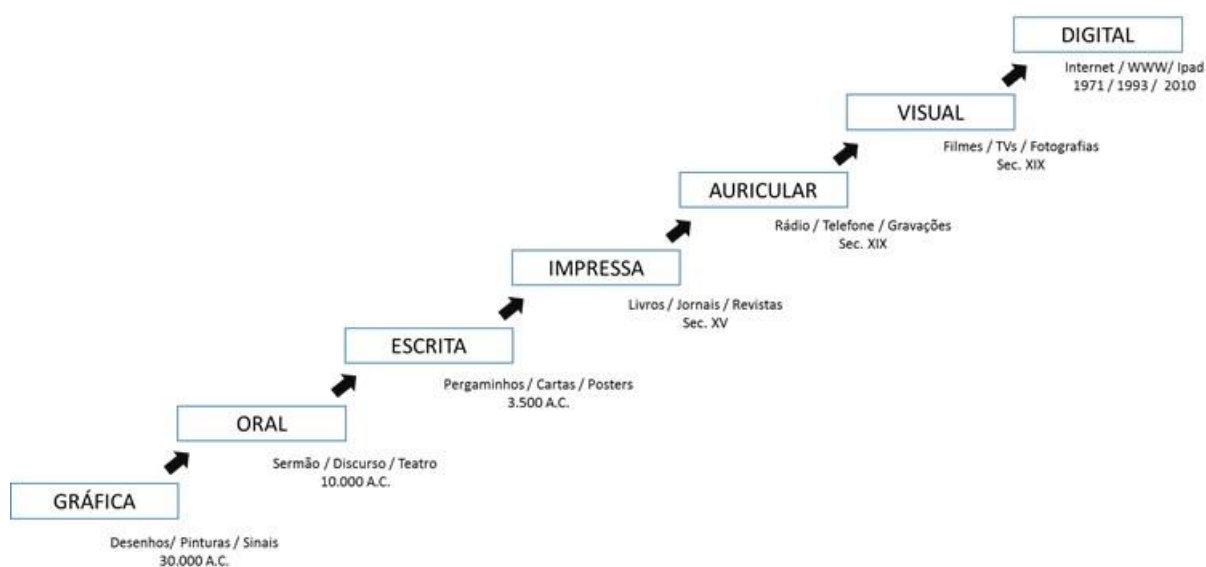 DIGITAL
Internet / WWW/ Ipad
1971 / 1993 / 2010
VISUAL
Filmes / TVs / Fotografias
Sec. XIX
AURICULAR
Rádio / Telefone / Gravações
Sec. XIX
IMPRESSA
Livros / Jornais / Revistas
Sec. XV
ESCRITA
Pergaminhos / Cartas / Posters
3.500 A.C.
ORAL
Sermão / Discurso / Teatro
10.000 A.C.
GRÁFICA
Desenhos/ Pinturas / Sinais
30.000 A.C.